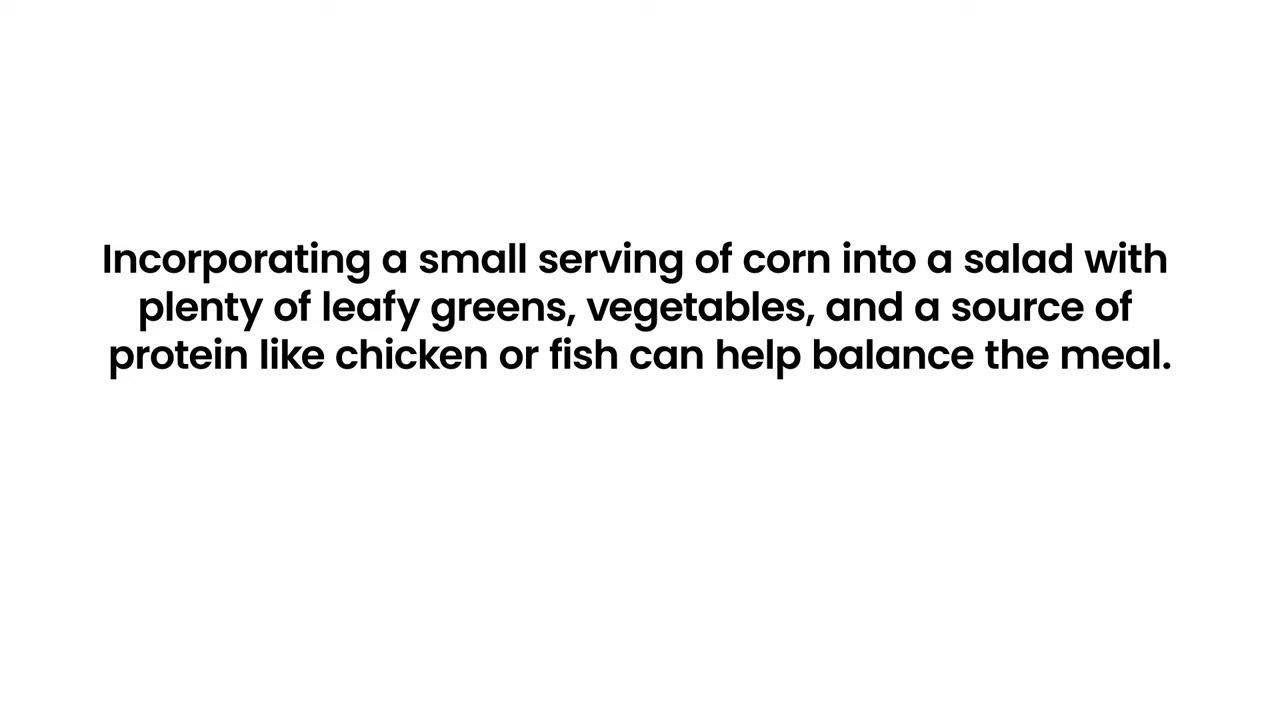 Incorporating a small serving of corn into a salad with
plenty of leafy greens, vegetables, and a source of
protein like chicken or fish can help balance the meal.